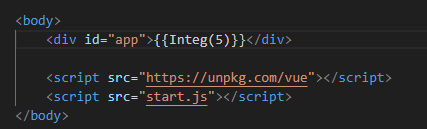 <body>
<div id="app">{{Integ(5)}}</div>
<script src="https://unpkg.com/vue"></script>
<script src="start.js"></script>
</body>